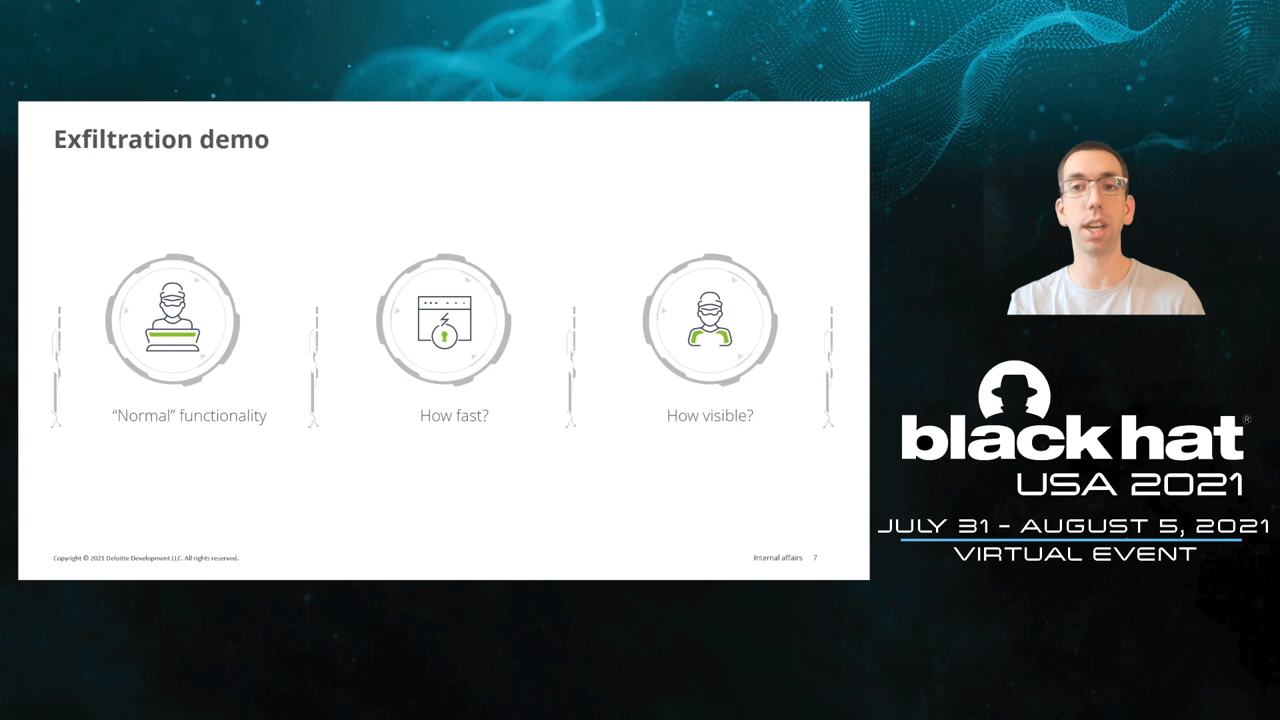 Exfiltration demo
“Normal” functionality
How fast?
How visible?
Copyright © 2021 Deloitte Development LLC. All rights reserved.
Internal affairs 7
black hat®
USA 2021
JULY 31 - AUGUST 5, 2021
VIRTUAL EVENT